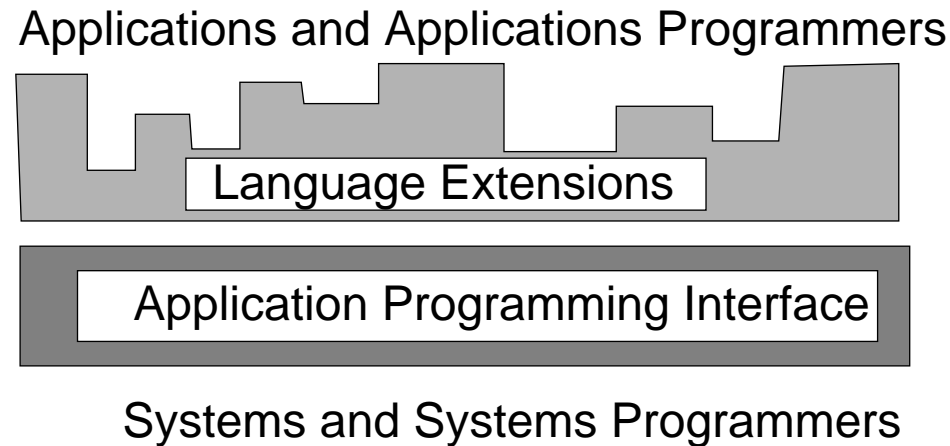 Applications and Applications Programmers
Language Extensions
Application Programming Interface
Systems and Systems Programmers